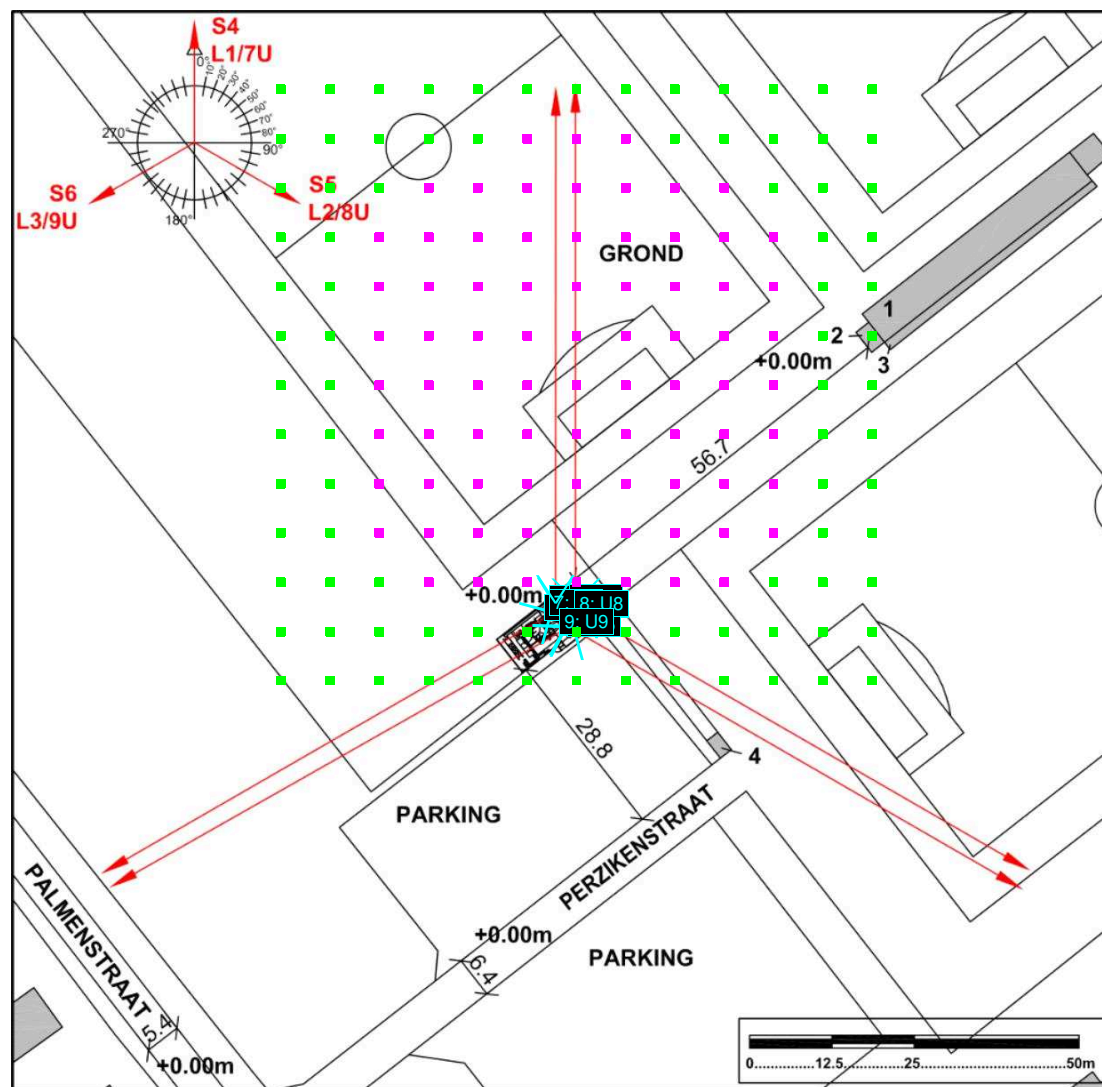 S4
L1/7U
0°
10°
20°
30°
40°
50°
60°
70°
80°
90°
180°
270°
S6
L3/9U
S5
L2/8U
GROND
1
2
3
+0.00m
56.7
+0.00m
8: U8
9: U9
28.8
4
PARKING
PERZIKENSTRAAT
PALMENSTRAAT
+0.00m
6.4
PARKING
5.4
+0.00m
0
12.5
25
50m